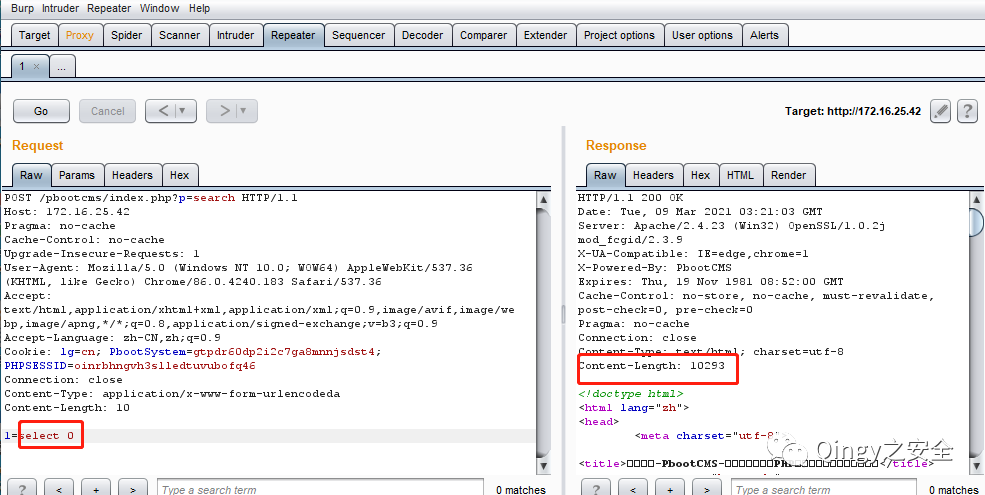 Burp Intruder Repeater Window Help
Target Proxy Spider Scanner Intruder Repeater Sequencer Decoder Comparer Extender Project options User options Alerts
1 × ...
Go Cancel < ▼ > ▼ Target: http://172.16.25.42 ?
Request
Raw Params Headers Hex
POST /pbootcms/index.php?p=search HTTP/1.1
Host: 172.16.25.42
Pragma: no-cache
Cache-Control: no-cache
Upgrade-Insecure-Requests: 1
User-Agent: Mozilla/5.0 (Windows NT 10.0; WOW64) AppleWebKit/537.36
(KHTML, like Gecko) Chrome/86.0.4240.183 Safari/537.36
Accept:
text/html,application/xhtml+xml,application/xml;q=0.9,image/avif,image/we
bp,image/apng,*/*;q=0.8,application/signed-exchange;v=b3;q=0.9
Accept-Language: zh-CN,zh;q=0.9
Cookie: lg=cn; PbootSystem=gtpdr60dp2i2c7ga8mnnjsdst4;
PHPSESSID=oinrbhngvh3slledtuvubofq46
Connection: close
Content-Type: application/x-www-form-urlencodeda
Content-Length: 10
1=select 0
? < + > Type a search term 0 matches
Response
Raw Headers Hex HTML Render
HTTP/1.1 200 OK
Date: Tue, 09 Mar 2021 03:21:03 GMT
Server: Apache/2.4.23 (Win32) OpenSSL/1.0.2j
mod_fcgid/2.3.9
X-UA-Compatible: IE=edge,chrome=1
X-Powered-By: PbootCMS
Expires: Thu, 19 Nov 1981 08:52:00 GMT
Cache-Control: no-store, no-cache, must-revalidate,
post-check=0, pre-check=0
Pragma: no-cache
Connection: close
Content-Type: text/html; charset=utf-8
Content-Length: 10293
<!doctype html>
<html lang="zh">
<head>
<meta charset="utf-8"
<title>□□□□-PbootCMS-
</title>
? < + > Type a search term 0 matches
Qingy之安全